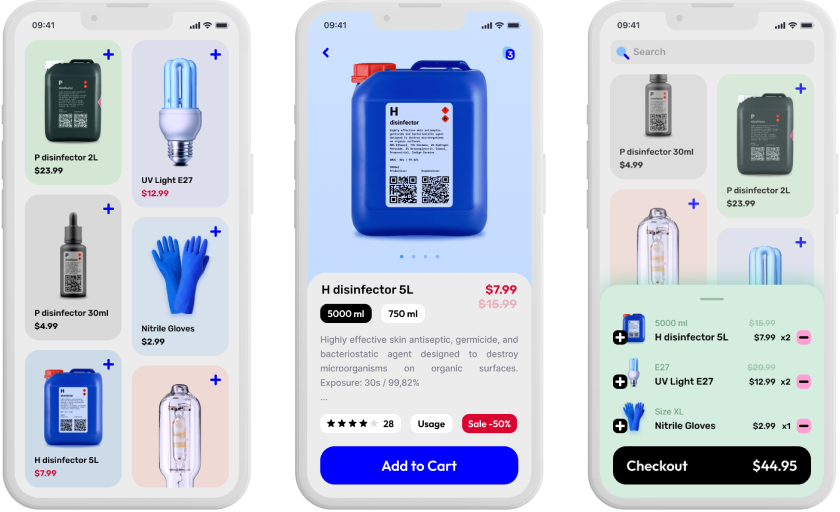 09:41
P
disinfector
P disinfector 2L
$23.99
UV Light E27
$12.99
P disinfector 30ml
$4.99
Nitrile Gloves
$2.99
H
H disinfector 5L
$7.99
09:41
3
H
disinfector
H disinfector 5L
$7.99
$15.99
5000 ml
750 ml
Highly effective skin antiseptic, germicide, and
bacteriostatic agent designed to destroy
microorganisms on organic surfaces.
Exposure: 30s / 99,82%
...
28
Usage
Sale -50%
Add to Cart
09:41
Search
P disinfector 30ml
$4.99
P disinfector 2L
$23.99
5000 ml
$15.99
H disinfector 5L
$7.99 x2
E27
$20.99
UV Light E27
$12.99 x2
Size XL
Nitrile Gloves
$2.99 x1
Checkout
$44.95